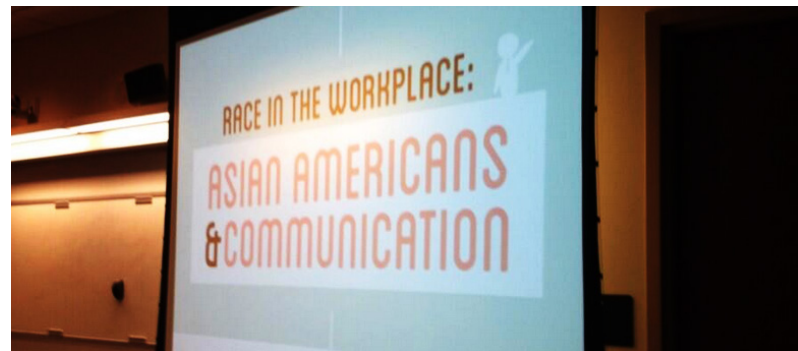 RACE IN THE WORKPLACE:
ASIAN AMERICANS
& COMMUNICATION